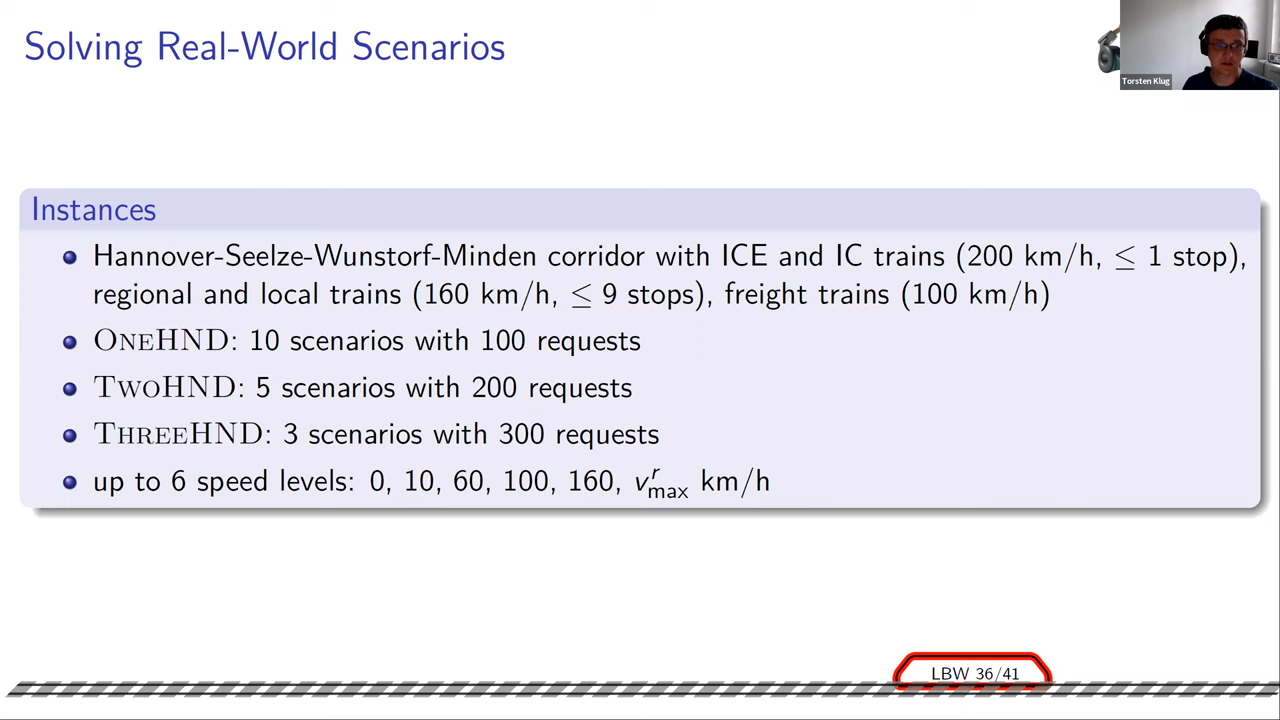 Solving Real-World Scenarios
Torsten Klug
Instances
Hannover-Seelze-Wunstorf-Minden corridor with ICE and IC trains (200 km/h, ≤ 1 stop),
regional and local trains (160 km/h, ≤ 9 stops), freight trains (100 km/h)
OneHND: 10 scenarios with 100 requests
TwoHND: 5 scenarios with 200 requests
ThreeHND: 3 scenarios with 300 requests
up to 6 speed levels: 0, 10, 60, 100, 160, v^r_max km/h
LBW 36/41